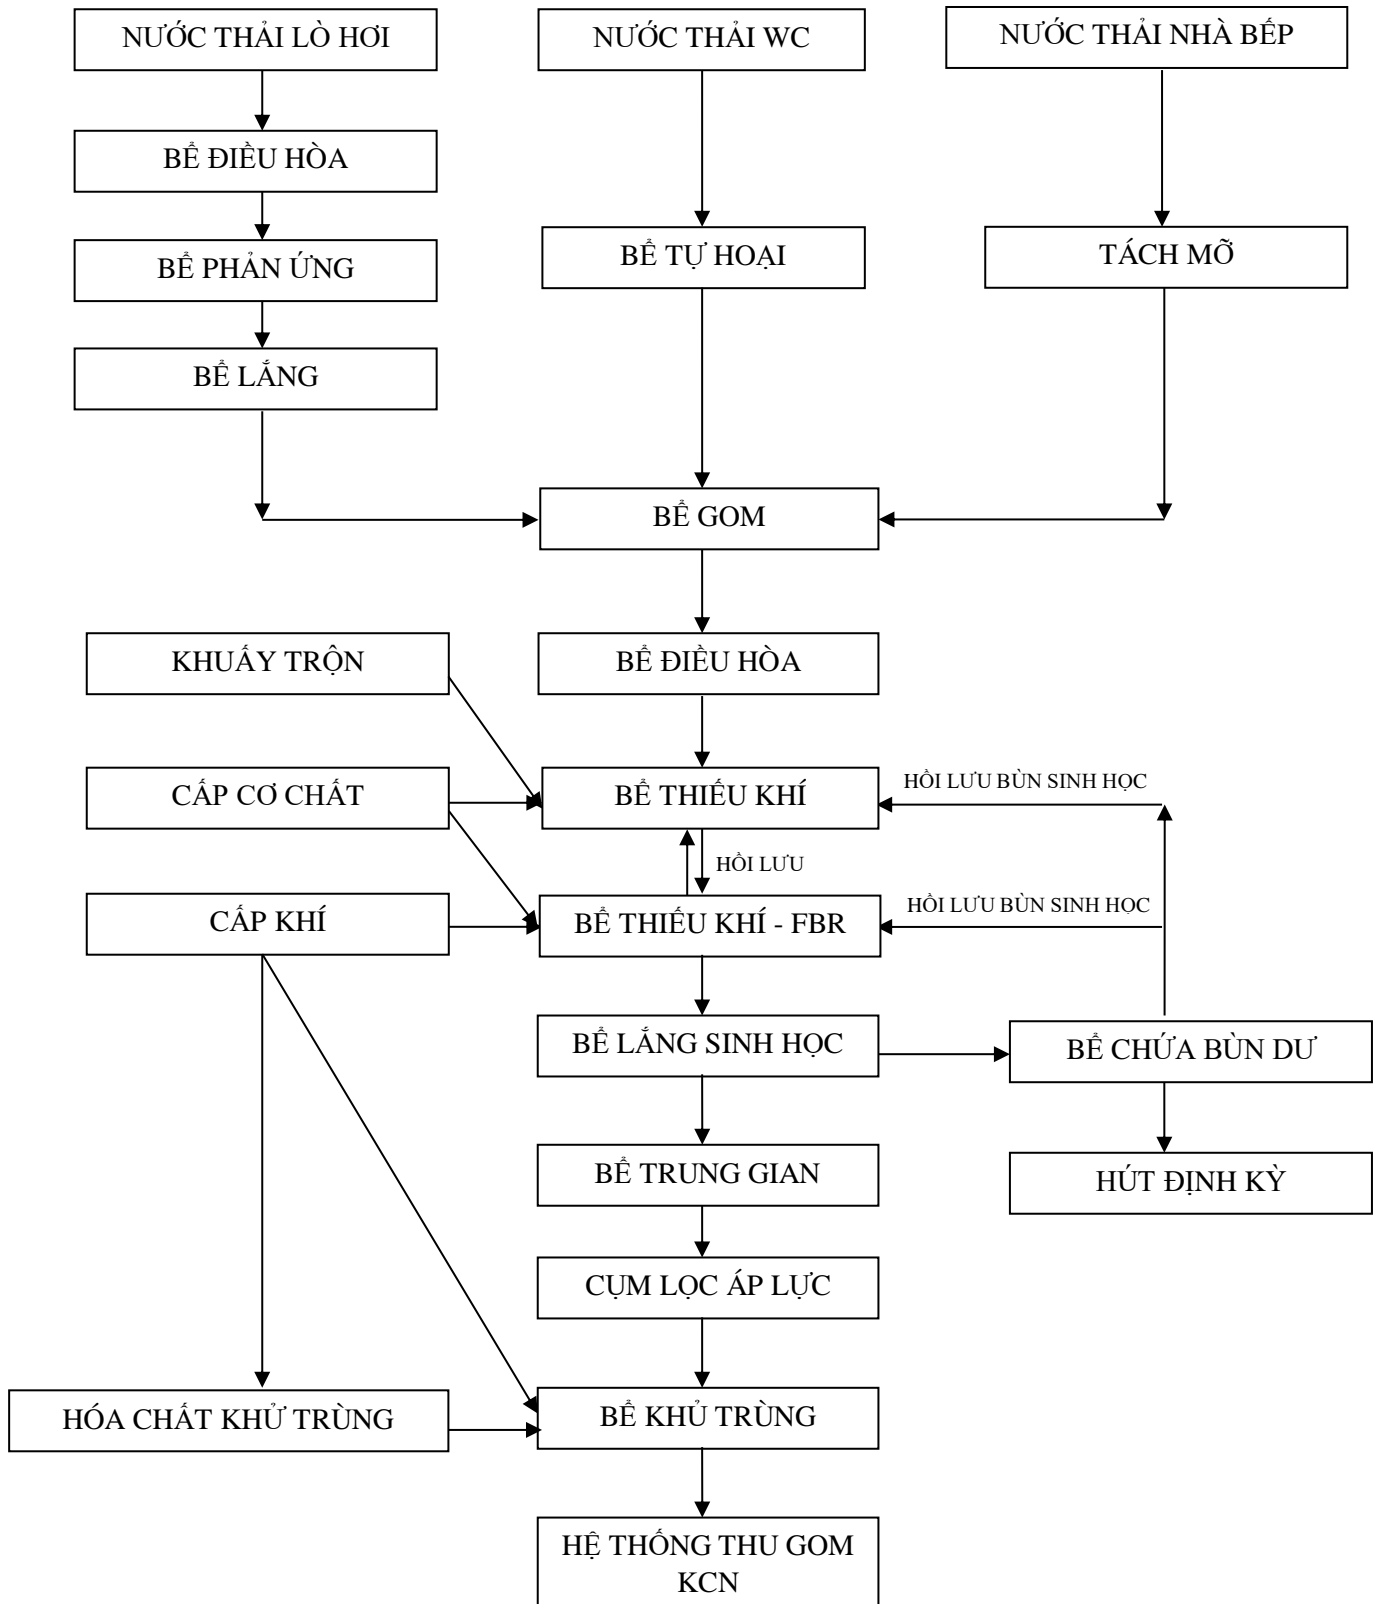 NƯỚC THẢI LÒ HƠI
NƯỚC THẢI WC
NƯỚC THẢI NHÀ BẾP
BỂ ĐIỀU HÒA
BỂ PHẢN ỨNG
BỂ TỰ HOẠI
TÁCH MỠ
BỂ LẮNG
BỂ GOM
KHUẤY TRỘN
BỂ ĐIỀU HÒA
CẤP CƠ CHẤT
BỂ THIẾU KHÍ
HỒI LƯU BÙN SINH HỌC
HỒI LƯU
CẤP KHÍ
BỂ THIẾU KHÍ - FBR
HỒI LƯU BÙN SINH HỌC
BỂ LẮNG SINH HỌC
BỂ CHỨA BÙN DƯ
BỂ TRUNG GIAN
HÚT ĐỊNH KỲ
CỤM LỌC ÁP LỰC
HÓA CHẤT KHỬ TRÙNG
BỂ KHỦ TRÙNG
HỆ THỐNG THU GOM
KCN